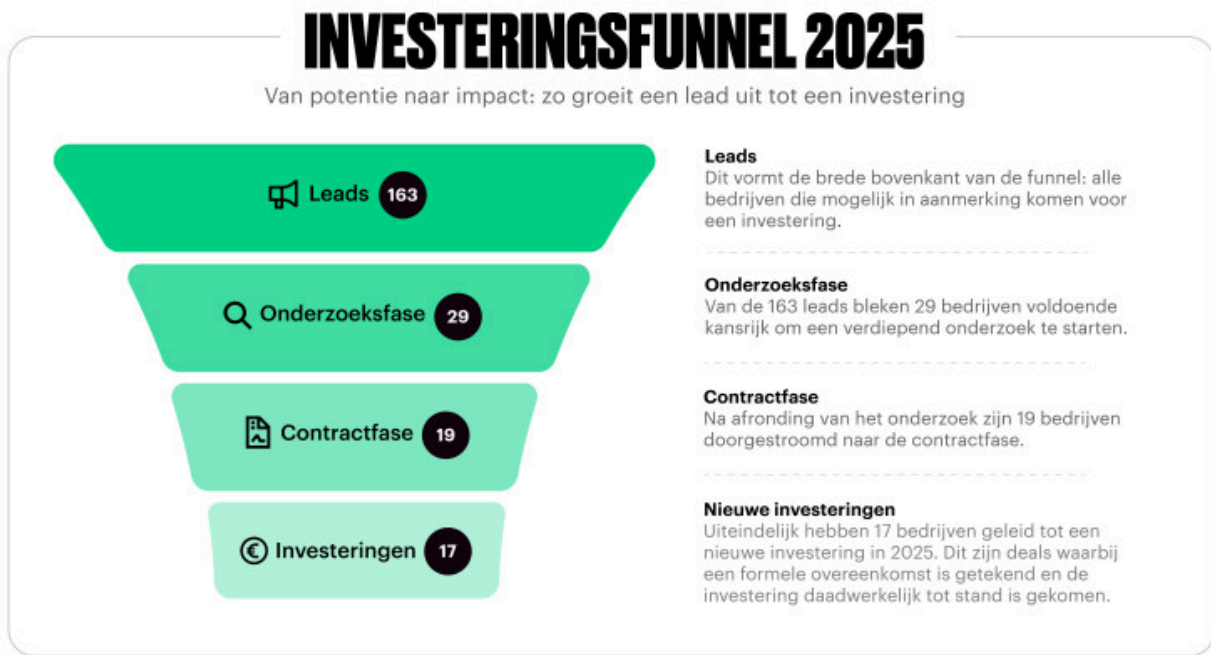 INVESTERINGSFUNNEL 2025
Van potentie naar impact: zo groeit een lead uit tot een investering
Leads 163
Onderzoeksfase 29
Contractfase 19
€ Investeringen 17
Leads
Dit vormt de brede bovenkant van de funnel: alle
bedrijven die mogelijk in aanmerking komen voor
een investering.
Onderzoeksfase
Van de 163 leads bleken 29 bedrijven voldoende
kansrijk om een verdiepend onderzoek te starten.
Contractfase
Na afronding van het onderzoek zijn 19 bedrijven
doorgestroomd naar de contractfase.
Nieuwe investeringen
Uiteindelijk hebben 17 bedrijven geleid tot een
nieuwe investering in 2025. Dit zijn deals waarbij
een formele overeenkomst is getekend en de
investering daadwerkelijk tot stand is gekomen.